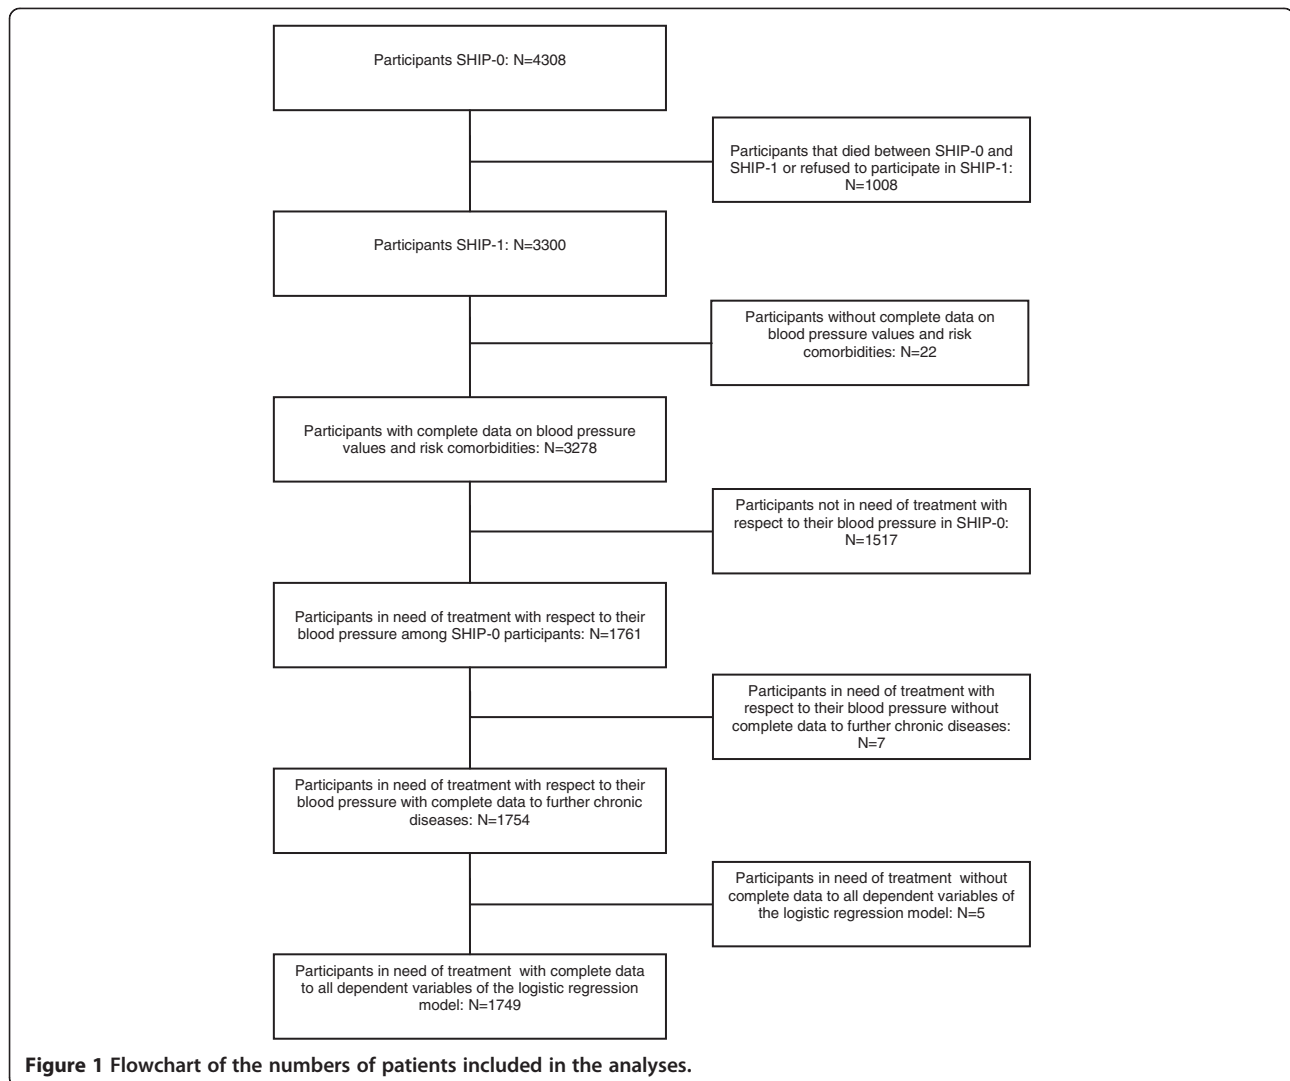 Participants SHIP-0: N=4308
Participants that died between SHIP-0 and
SHIP-1 or refused to participate in SHIP-1:
N=1008
Participants SHIP-1: N=3300
Participants without complete data on
blood pressure values and risk
comorbidities: N=22
Participants with complete data on blood pressure
values and risk comorbidities: N=3278
Participants not in need of treatment with
respect to their blood pressure in SHIP-0:
N=1517
Participants in need of treatment with respect to their
blood pressure among SHIP-0 participants: N=1761
Participants in need of treatment with
respect to their blood pressure without
complete data to further chronic diseases:
N=7
Participants in need of treatment with respect to their
blood pressure with complete data to further chronic
diseases: N=1754
Participants in need of treatment without
complete data to all dependent variables of
the logistic regression model: N=5
Participants in need of treatment with complete data
to all dependent variables of the logistic regression
model: N=1749
Figure 1 Flowchart of the numbers of patients included in the analyses.